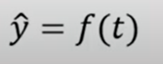 ŷ = f(t)